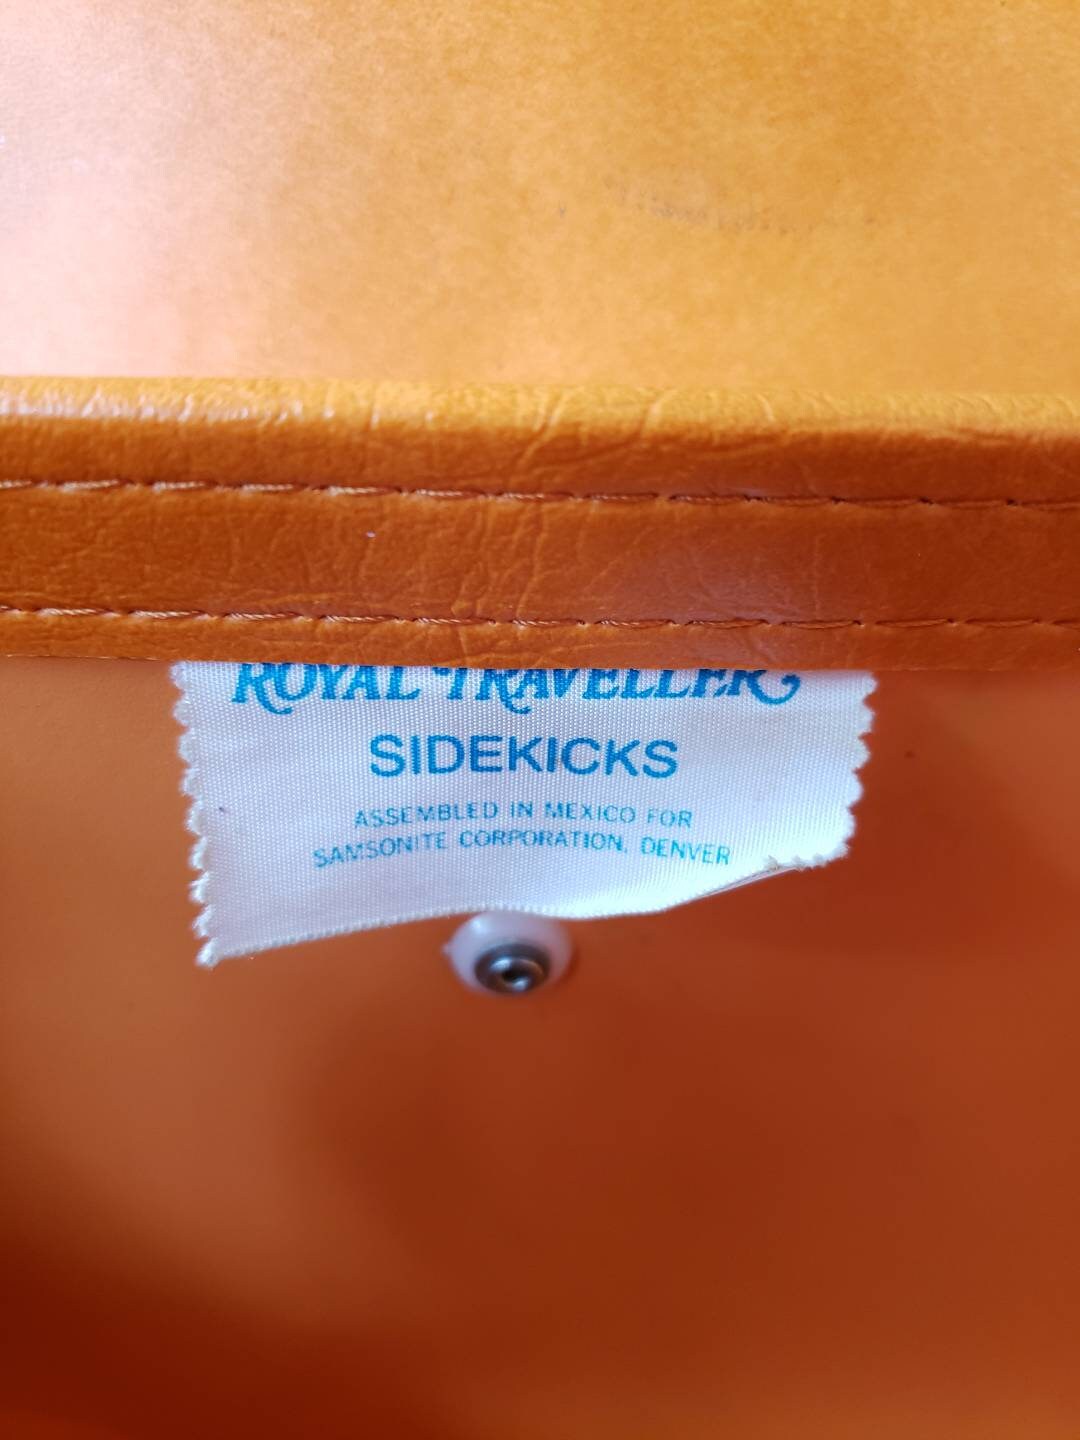 ROYAL TRAVELLER
SIDEKICKS
ASSEMBLED IN MEXICO FOR
SAMSONITE CORPORATION, DENVER